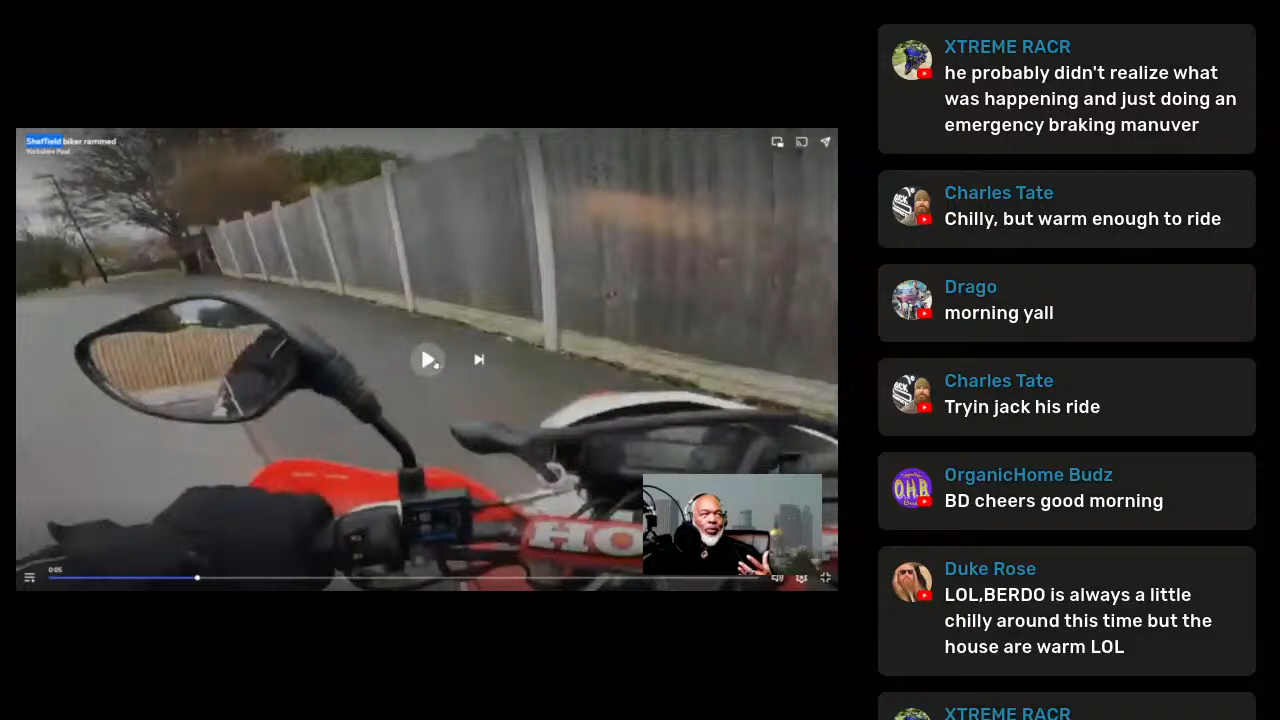 Sheffield biker rammed
Yorkshire Post
HO
0:05
XTREME RACR
he probably didn't realize what
was happening and just doing an
emergency braking manuver
Charles Tate
Chilly, but warm enough to ride
Drago
morning yall
Charles Tate
Tryin jack his ride
OrganicHome Budz
BD cheers good morning
Duke Rose
LOL,BERDO is always a little
chilly around this time but the
house are warm LOL
XTREME RACR